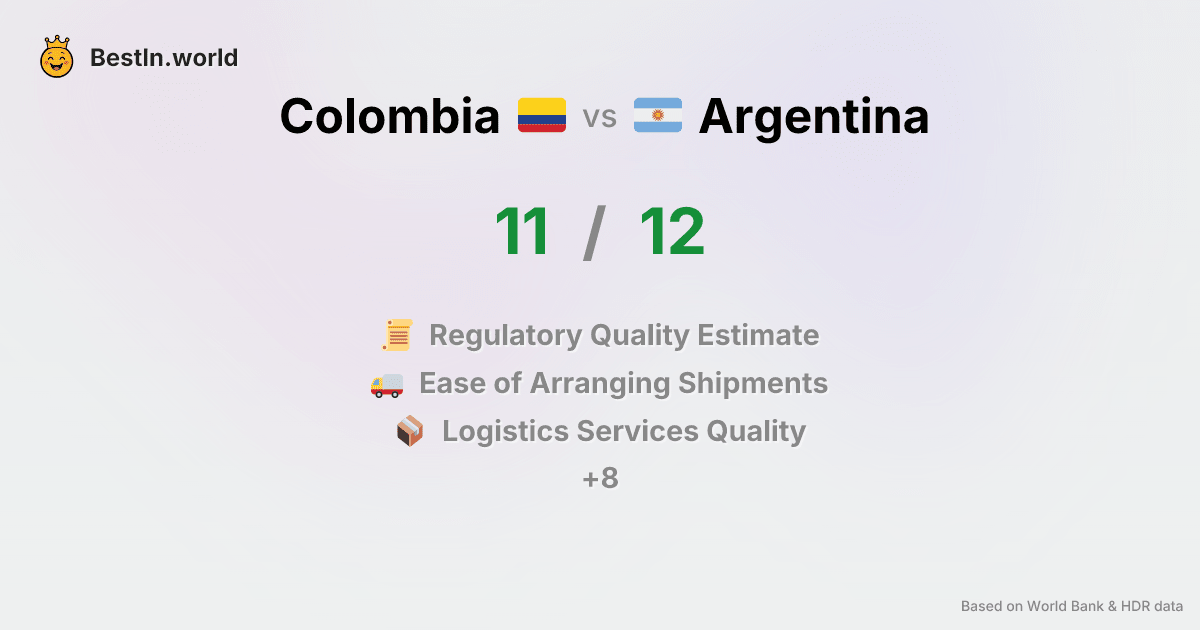 BestIn.world
Colombia vs Argentina
11 / 12
Regulatory Quality Estimate
Ease of Arranging Shipments
Logistics Services Quality
+8
Based on World Bank & HDR data